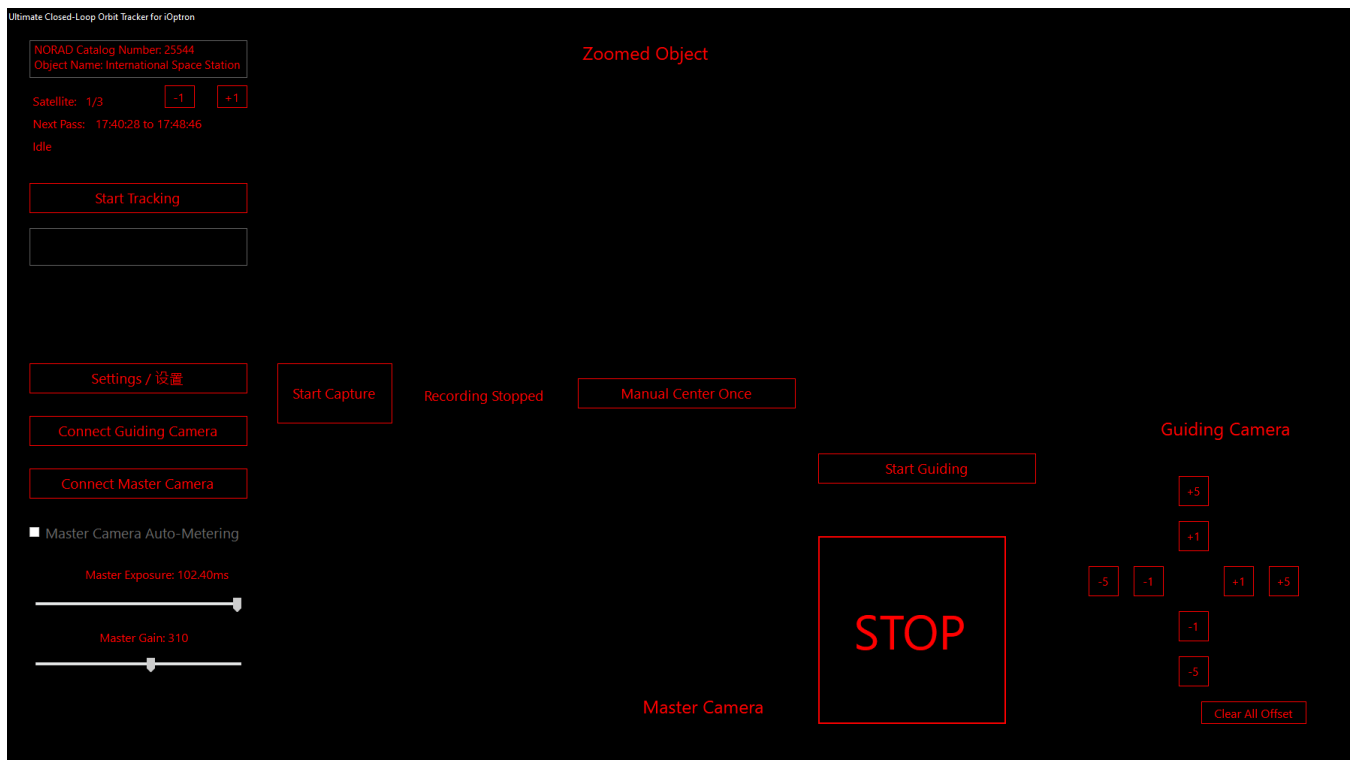 Ultimate Closed-Loop Orbit Tracker for iOptron
NORAD Catalog Number: 25544
Object Name: International Space Station
Zoomed Object
Satellite: 1/3
-1
+1
Next Pass: 17:40:28 to 17:48:46
Idle
Start Tracking
Settings / 设置
Start Capture
Recording Stopped
Manual Center Once
Connect Guiding Camera
Guiding Camera
Start Guiding
Connect Master Camera
+5
Master Camera Auto-Metering
+1
Master Exposure: 102.40ms
-5
-1
+1
+5
STOP
Master Gain: 310
-1
-5
Master Camera
Clear All Offset